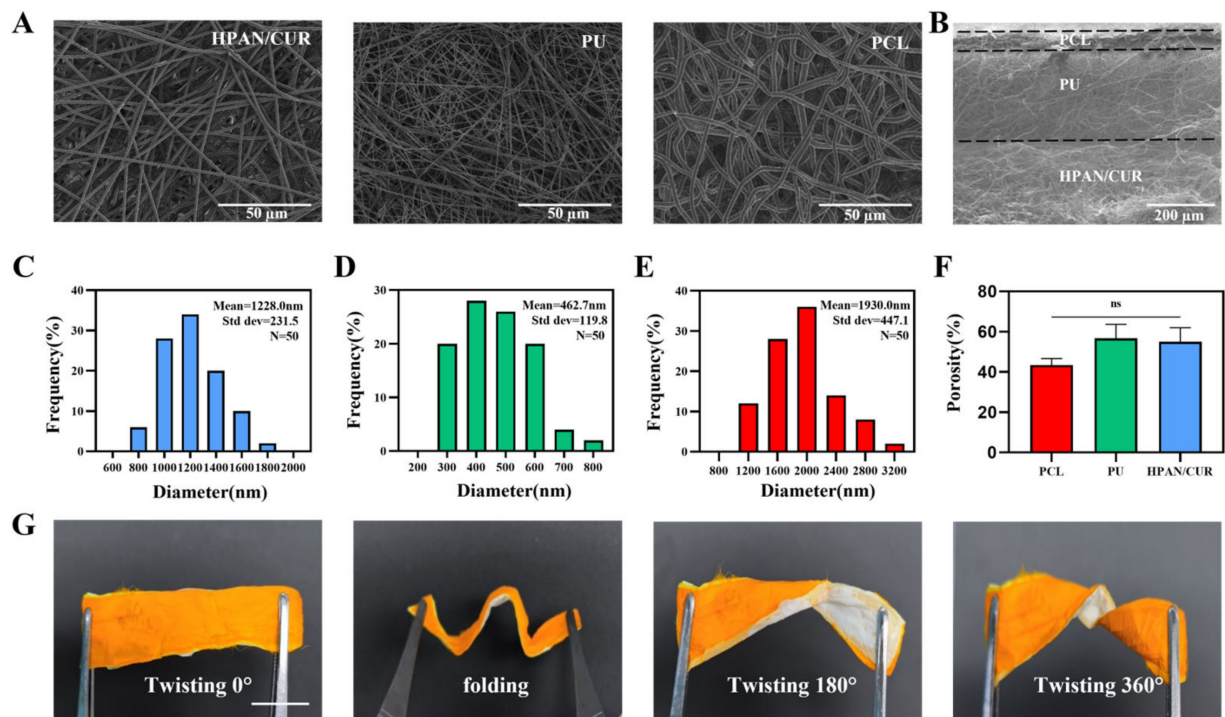 A
HPAN/CUR
50 μm
PU
50 μm
PCL
50 μm
B
PCL
PU
HPAN/CUR
200 μm
C
Frequency(%)
40
30
20
10
0
Mean=1228.0nm
Std dev=231.5
N=50
600 800 1000 1200 1400 1600 1800 2000
Diameter(nm)
D
Frequency(%)
30
20
10
0
Mean=462.7nm
Std dev=119.8
N=50
200 300 400 500 600 700 800
Diameter(nm)
E
Frequency(%)
40
30
20
10
0
Mean=1930.0nm
Std dev=447.1
N=50
800 1200 1600 2000 2400 2800 3200
Diameter(nm)
F
Porosity(%)
80
60
40
20
0
ns
PCL PU HPAN/CUR
G
Twisting 0°
folding
Twisting 180°
Twisting 360°